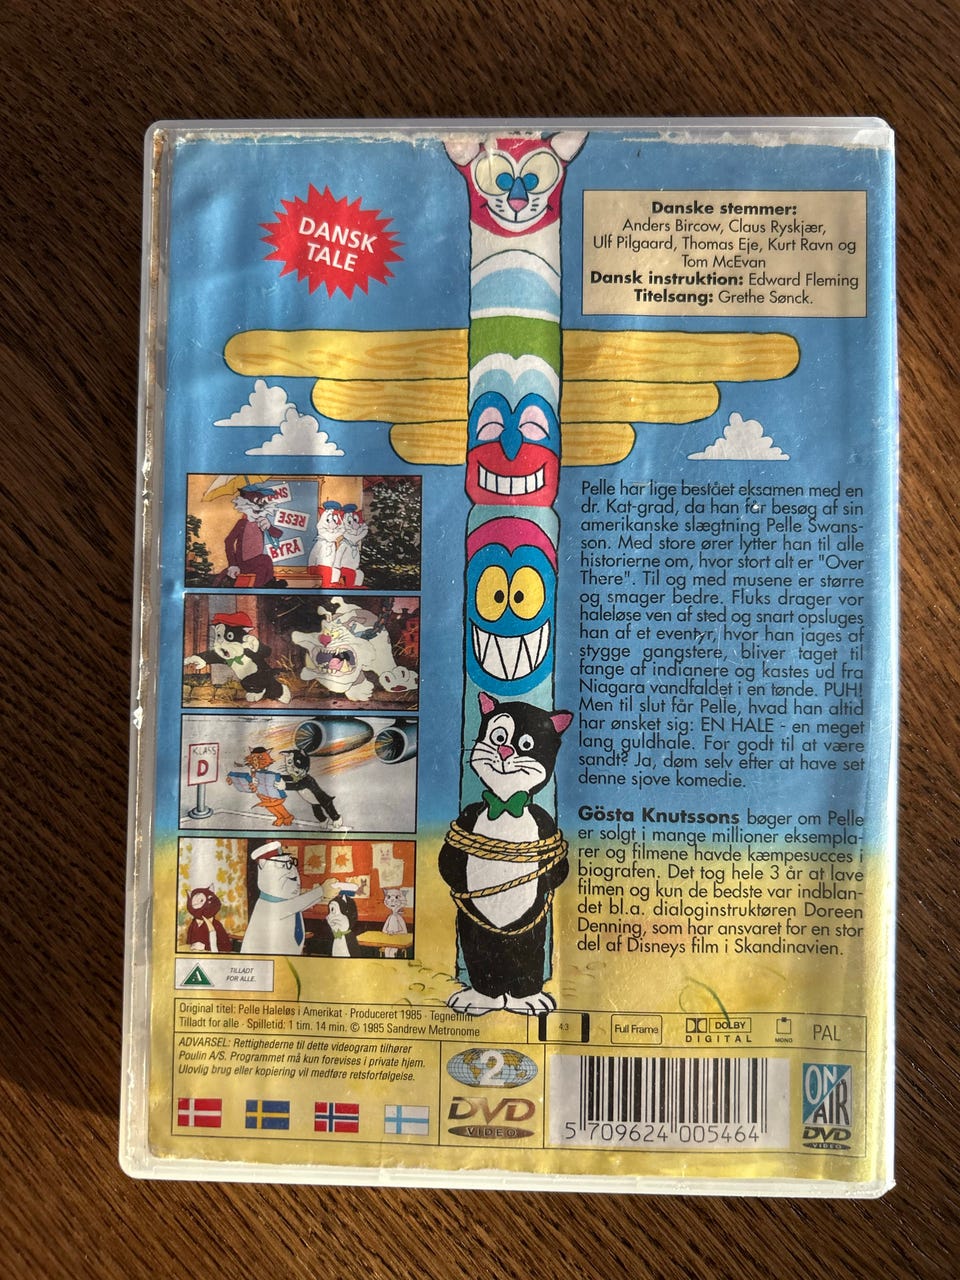 DANSK
TALE
Danske stemmer:
Anders Bircow, Claus Ryskjær,
Ulf Pilgaard, Thomas Eje, Kurt Ravn og
Tom McEvan
Dansk instruktion: Edward Fleming
Titelsang: Grethe Sønck.
RESE
BYRÅ
Pelle har lige bestået eksamen med en
dr. Kat-grad, da han får besøg af sin
amerikanske slægtning Pelle Swans-
son. Med store ører lytter han til alle
historierne om, hvor stort alt er "Over
There". Til og med musene er større
og smager bedre. Fluks drager vor
haleløse ven af sted og snart opsluges
han af et eventyr, hvor han jages af
stygge gangstere, bliver taget til
fange af indianere og kastes ud fra
Niagara vandfaldet i en tønde. PUH!
Men til slut får Pelle, hvad han altid
har ønsket sig: EN HALE - en meget
lang guldhale. For godt til at være
sandt? Ja, døm selv efter at have set
denne sjove komedie.
KLASS
D
Gösta Knutssons bøger om Pelle
er solgt i mange millioner eksempla-
rer og filmene havde kæmpesucces i
biografen. Det tog hele 3 år at lave
filmen og kun de bedste var indblan-
det bl.a. dialoginstruktøren Doreen
Denning, som har ansvaret for en stor
del af Disneys film i Skandinavien.
A
TILLADT
FOR ALLE.
Original titel: Pelle Haleløs i Amerikat · Produceret 1985 · Tegnefilm
Tilladt for alle · Spilletid: 1 tim. 14 min. © 1985 Sandrew Metronome
4:3
Full Frame
DOLBY
DIGITAL
MONO
PAL
ADVARSEL: Rettighederne til dette videogram tilhører
Poulin A/S. Programmet må kun forevises i private hjem.
Ulovlig brug eller kopiering vil medføre retsforfølgelse.
2
DVD
VIDEO
5 709624 005464
ON
AIR
DVD
VIDEO